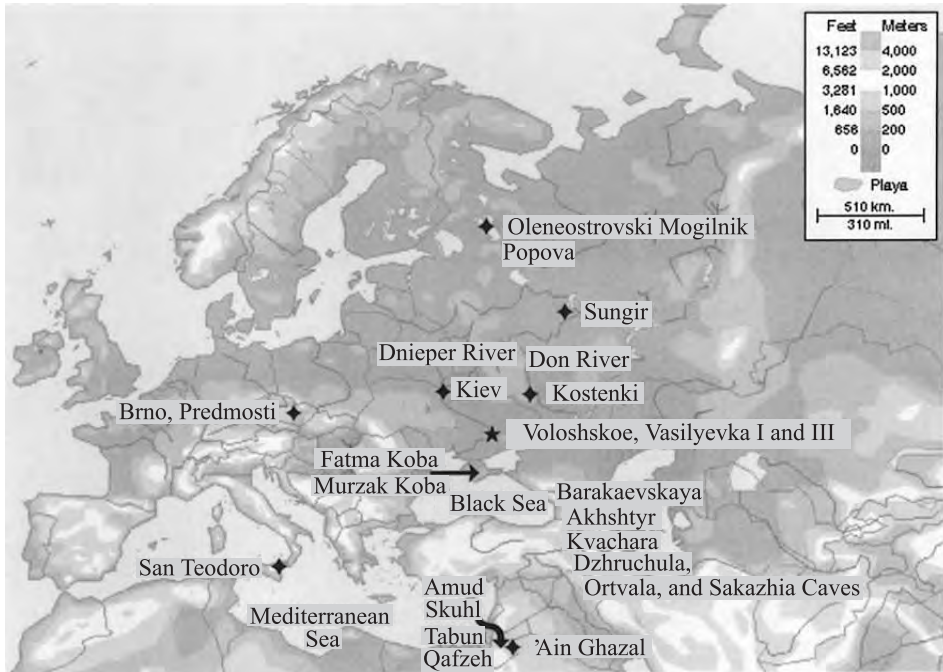 Feet Meters
13,123 4,000
6,562 2,000
3,281 1,000
1,640 500
656 200
0 0
Playa
510 km.
310 mi.
Oleneostrovski Mogilnik
Popova
Sungir
Dnieper River
Don River
Kiev
Kostenki
Brno, Predmosti
Voloshskoe, Vasilyevka I and III
Fatma Koba
Murzak Koba
Black Sea
Barakaevskaya
Akhshtyr
Kvachara
Dzhruchula,
Ortvala, and Sakazhia Caves
San Teodoro
Mediterranean
Sea
Amud
Skuhl
Tabun
Qafzeh
’Ain Ghazal